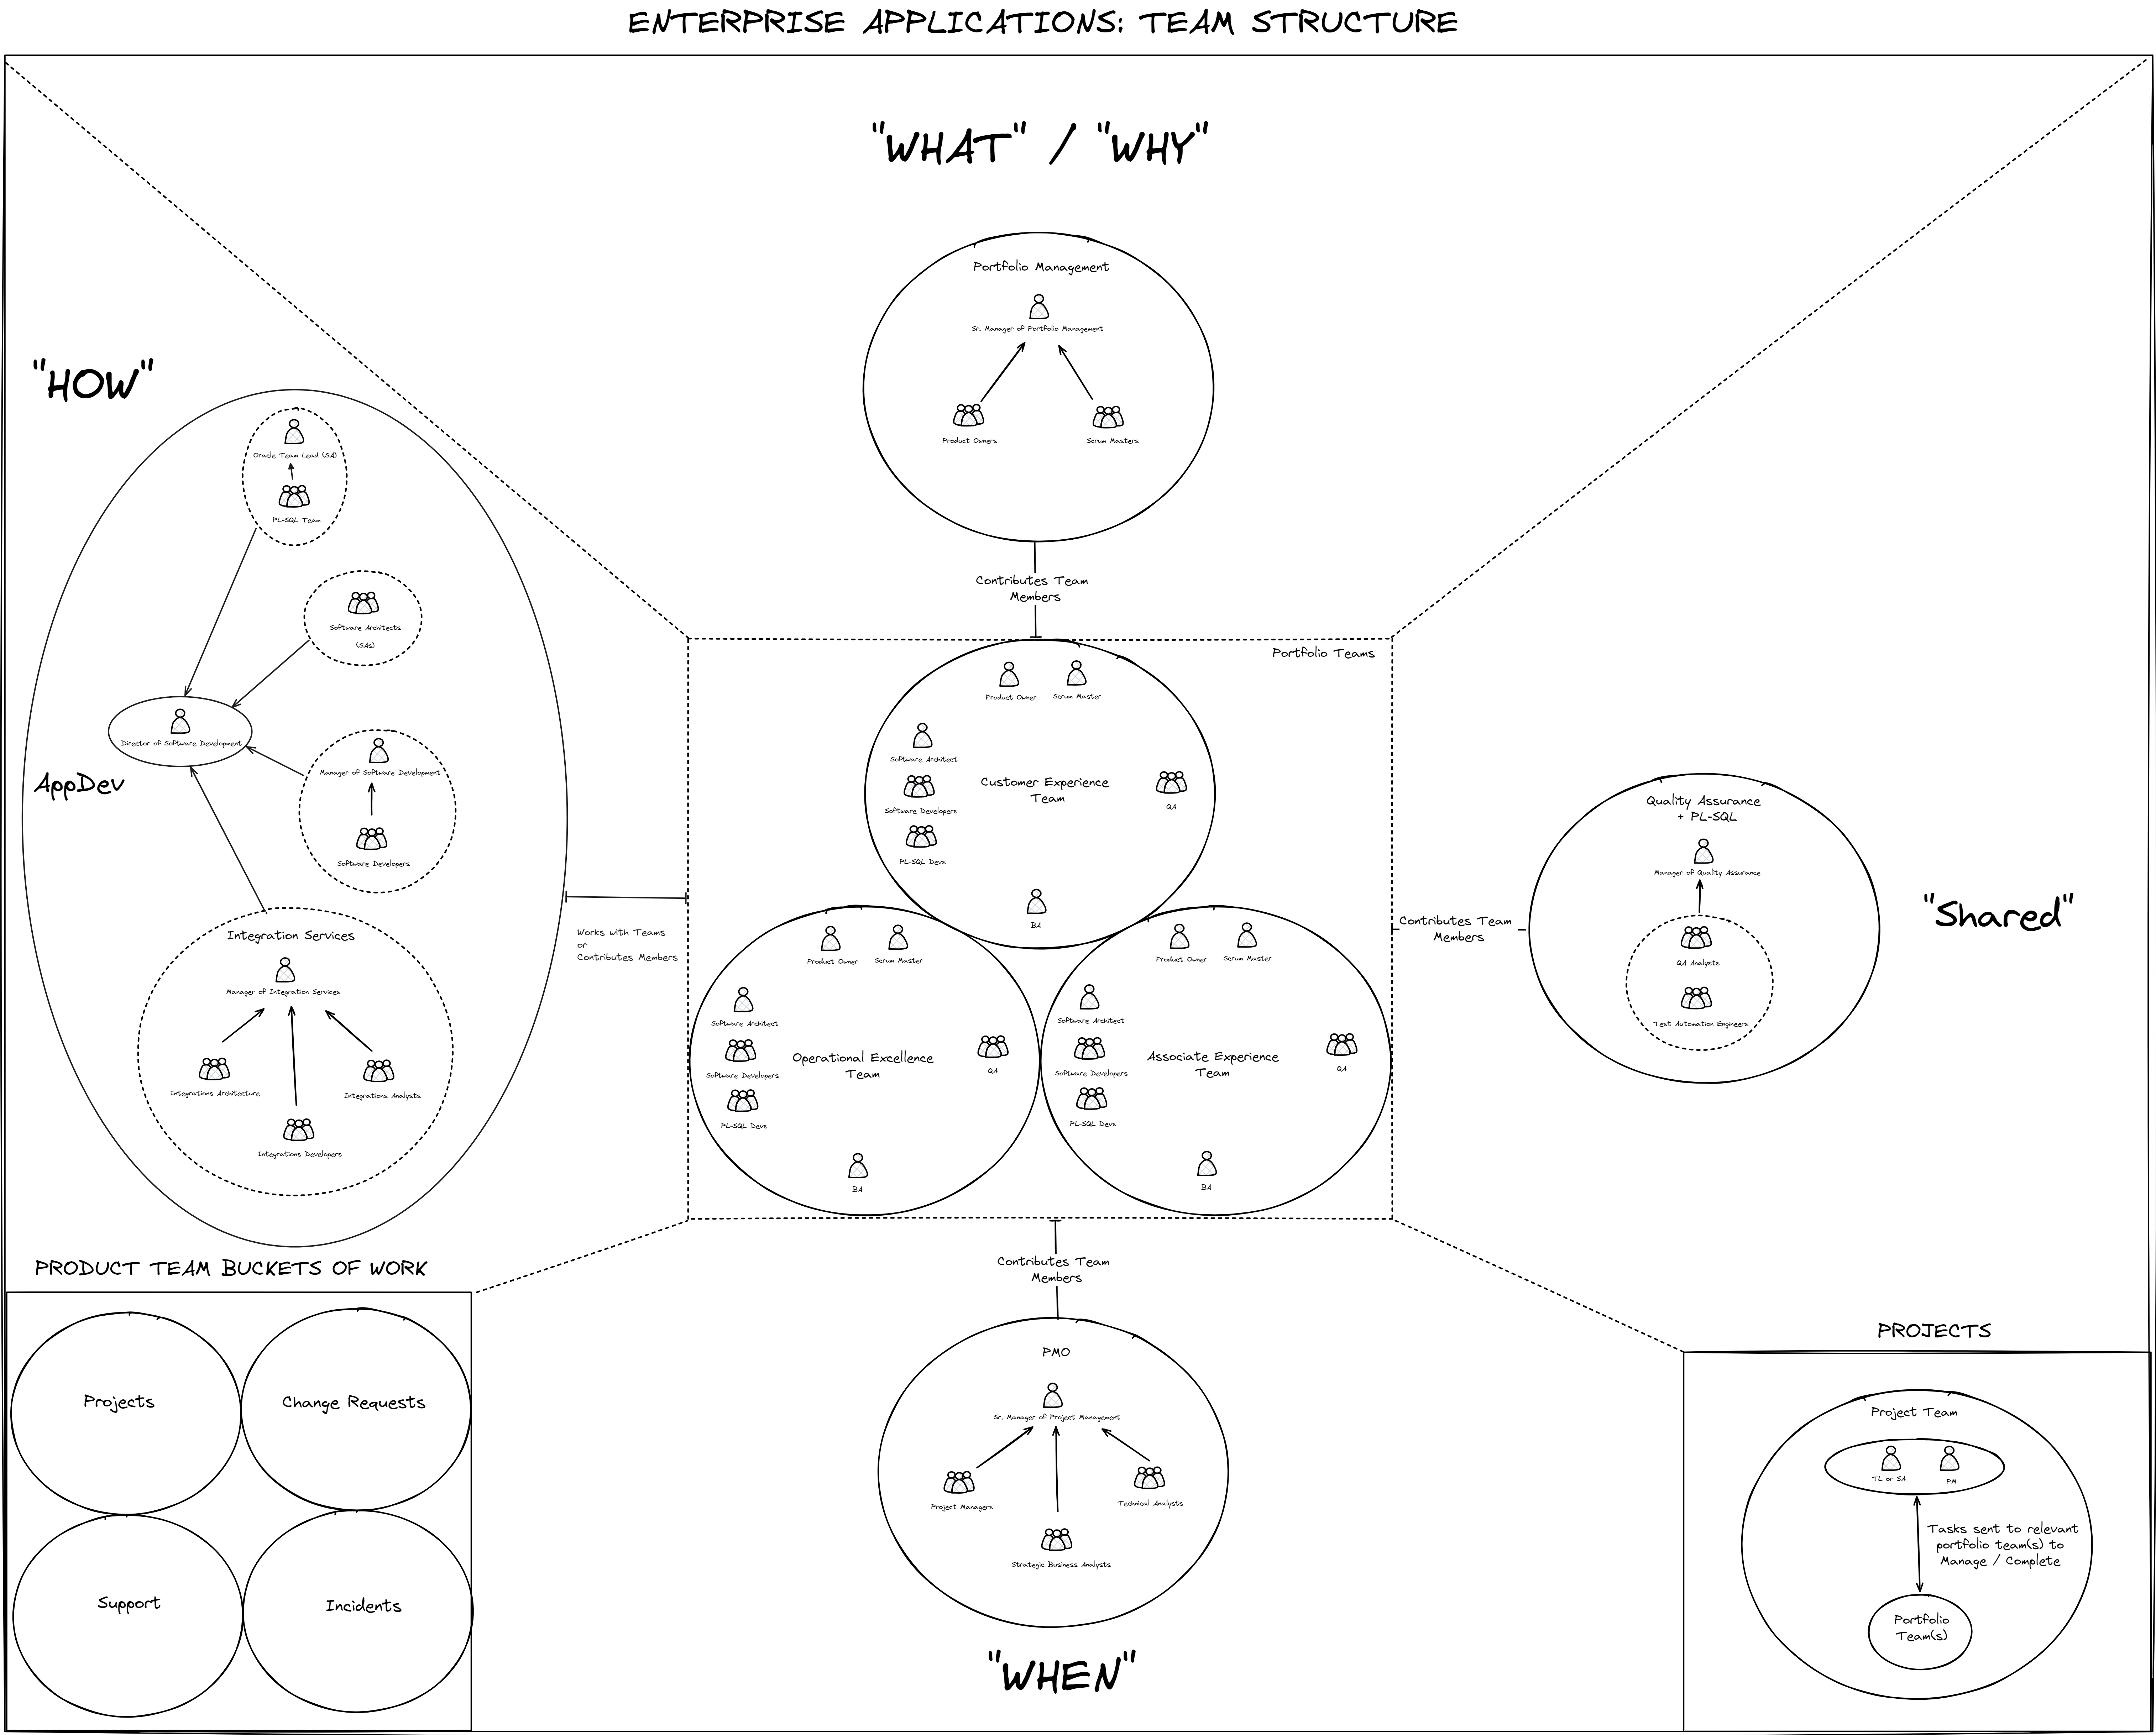 ENTERPRISE APPLICATIONS: TEAM STRUCTURE
"WHAT" / "WHY"
Portfolio Management
Sr. Manager of Portfolio Management
Product Owners
Scrum Masters
Contributes Team
Members
"HOW"
AppDev
Oracle Team Lead (SA)
PL-SQL Team
Software Architects
(SAs)
Director of Software Development
Manager of Software Development
Software Developers
Integration Services
Manager of Integration Services
Integrations Architecture
Integrations Analysts
Integrations Developers
Works with Teams
or
Contributes Members
Portfolio Teams
Product Owner
Scrum Master
Software Architect
Software Developers
PL-SQL Devs
Customer Experience
Team
QA
BA
Product Owner
Scrum Master
Software Architect
Software Developers
PL-SQL Devs
Operational Excellence
Team
QA
BA
Product Owner
Scrum Master
Software Architect
Software Developers
PL-SQL Devs
Associate Experience
Team
QA
BA
Contributes Team
Members
Quality Assurance
+ PL-SQL
Manager of Quality Assurance
QA Analysts
Test Automation Engineers
"Shared"
Contributes Team
Members
PMO
Sr. Manager of Project Management
Project Managers
Technical Analysts
Strategic Business Analysts
"WHEN"
PRODUCT TEAM BUCKETS OF WORK
Projects
Change Requests
Support
Incidents
PROJECTS
Project Team
TL or SA
PM
Tasks sent to relevant
portfolio team(s) to
Manage / Complete
Portfolio
Team(s)